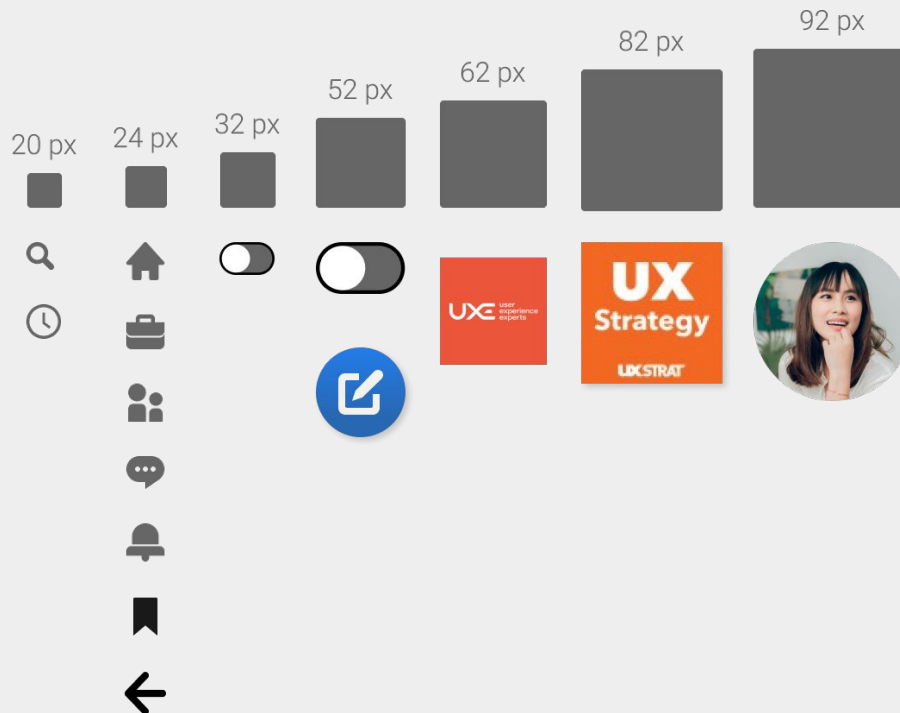 20 px
24 px
32 px
52 px
62 px
82 px
92 px
UXE user
experience
experts
UX
Strategy
UXSTRAT